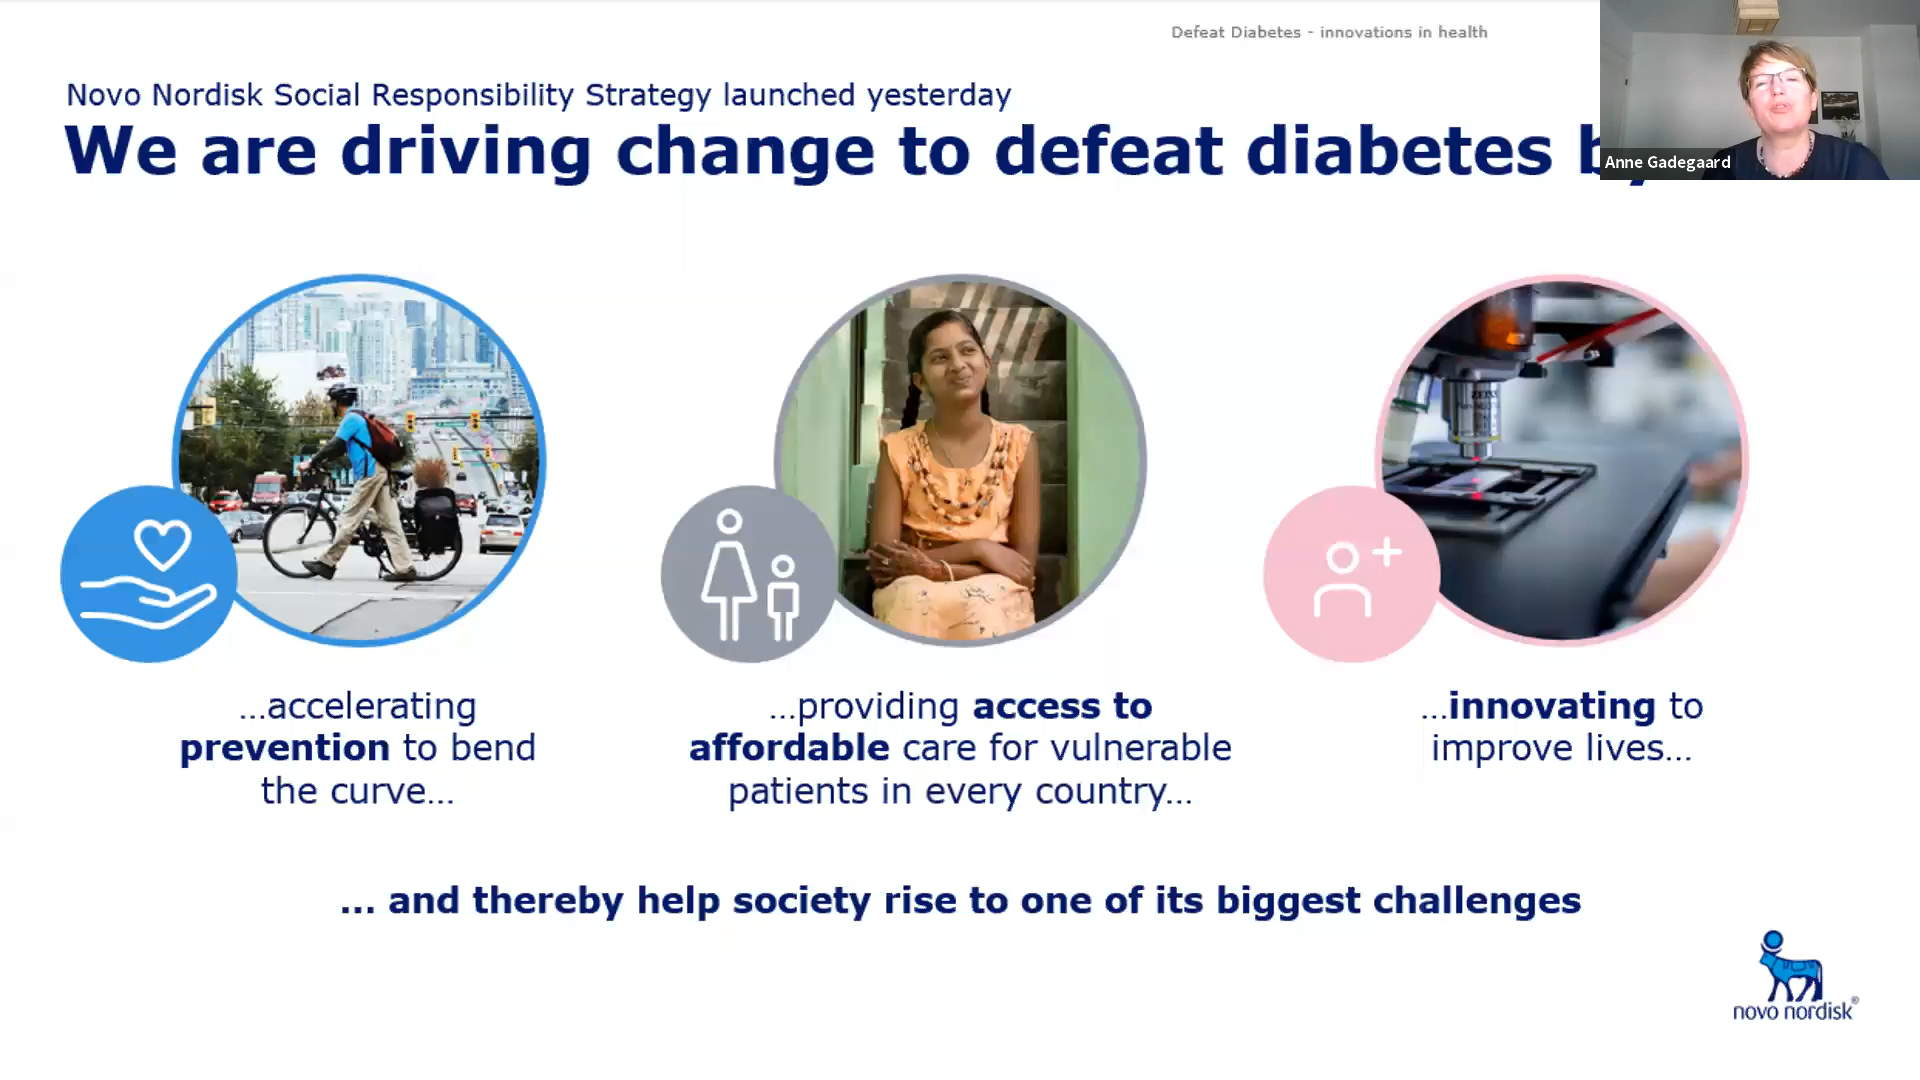 Defeat Diabetes - innovations in health
Novo Nordisk Social Responsibility Strategy launched yesterday
We are driving change to defeat diabetes
Anne Gadegaard
ZEISS
...accelerating
prevention to bend
the curve...
...providing access to
affordable care for vulnerable
patients in every country...
...innovating to
improve lives...
... and thereby help society rise to one of its biggest challenges
novo nordisk®